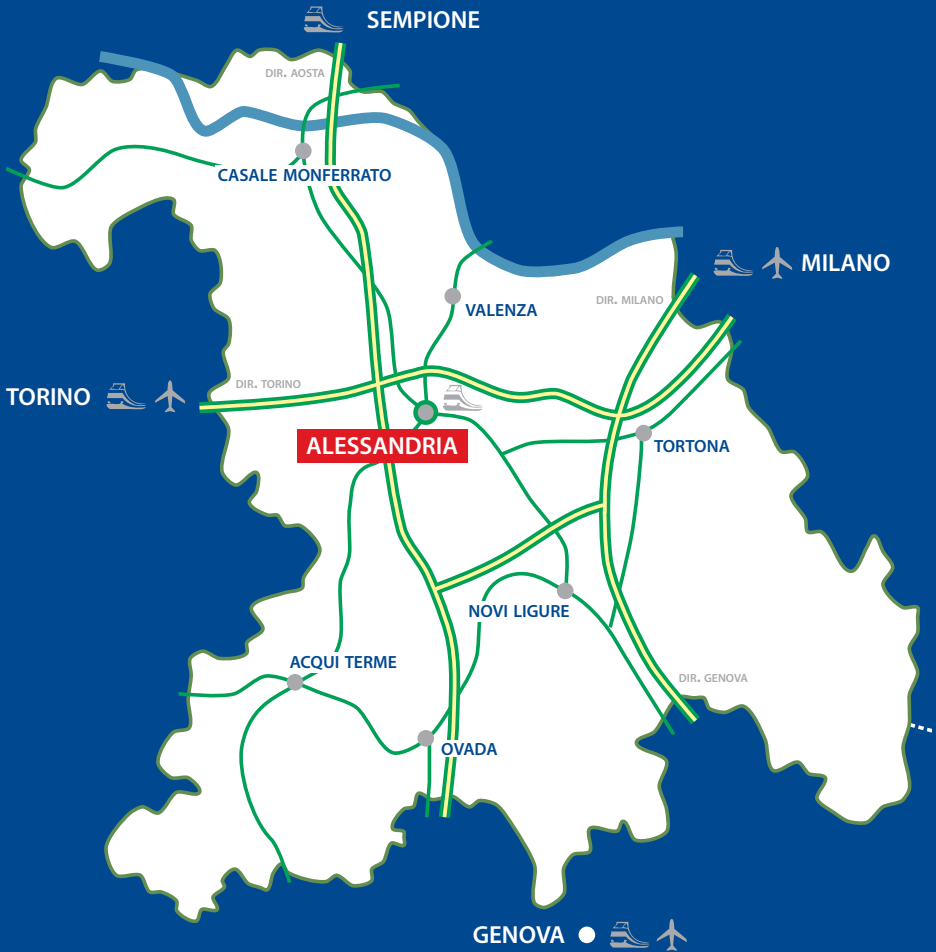 SEMPIONE
DIR. AOSTA
CASALE MONFERRATO
MILANO
DIR. MILANO
VALENZA
DIR. TORINO
TORINO
ALESSANDRIA
TORTONA
NOVI LIGURE
ACQUI TERME
DIR. GENOVA
OVADA
GENOVA